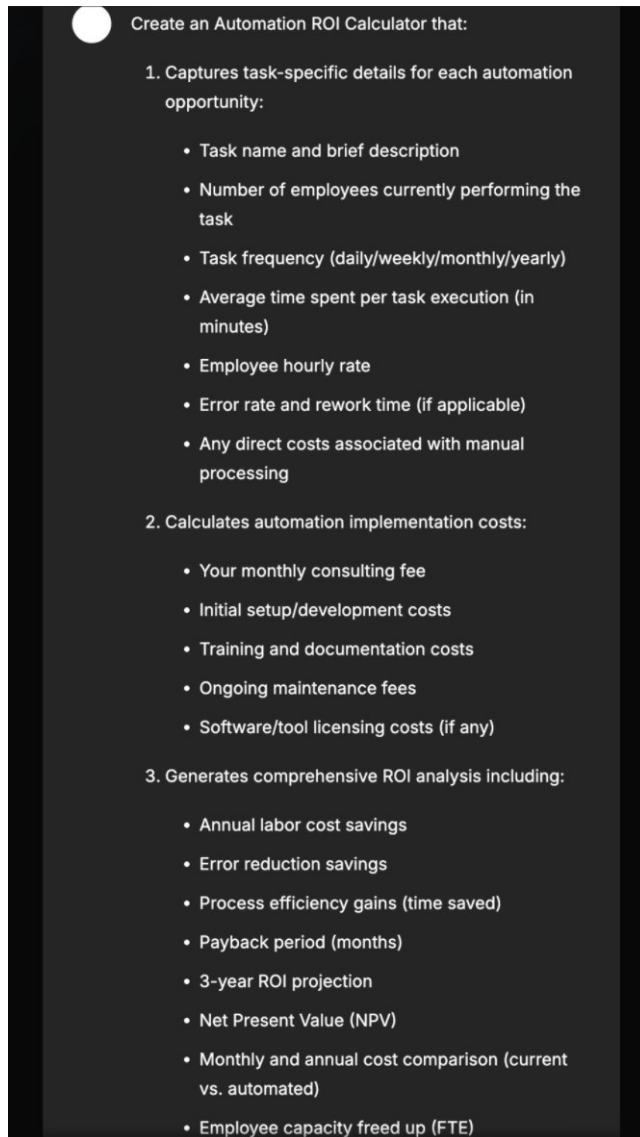 Create an Automation ROI Calculator that:
1. Captures task-specific details for each automation
opportunity:
• Task name and brief description
• Number of employees currently performing the
task
• Task frequency (daily/weekly/monthly/yearly)
• Average time spent per task execution (in
minutes)
• Employee hourly rate
• Error rate and rework time (if applicable)
• Any direct costs associated with manual
processing
2. Calculates automation implementation costs:
• Your monthly consulting fee
• Initial setup/development costs
• Training and documentation costs
• Ongoing maintenance fees
• Software/tool licensing costs (if any)
3. Generates comprehensive ROI analysis including:
• Annual labor cost savings
• Error reduction savings
• Process efficiency gains (time saved)
• Payback period (months)
• 3-year ROI projection
• Net Present Value (NPV)
• Monthly and annual cost comparison (current
vs. automated)
• Employee capacity freed up (FTE)